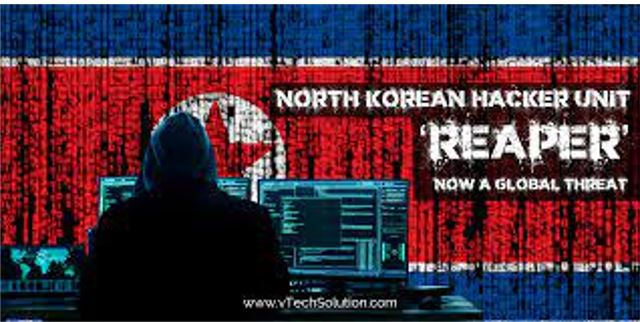 NORTH KOREAN HACKER UNIT
'REAPER'
NOW A GLOBAL THREAT
www.vTechSolution.com